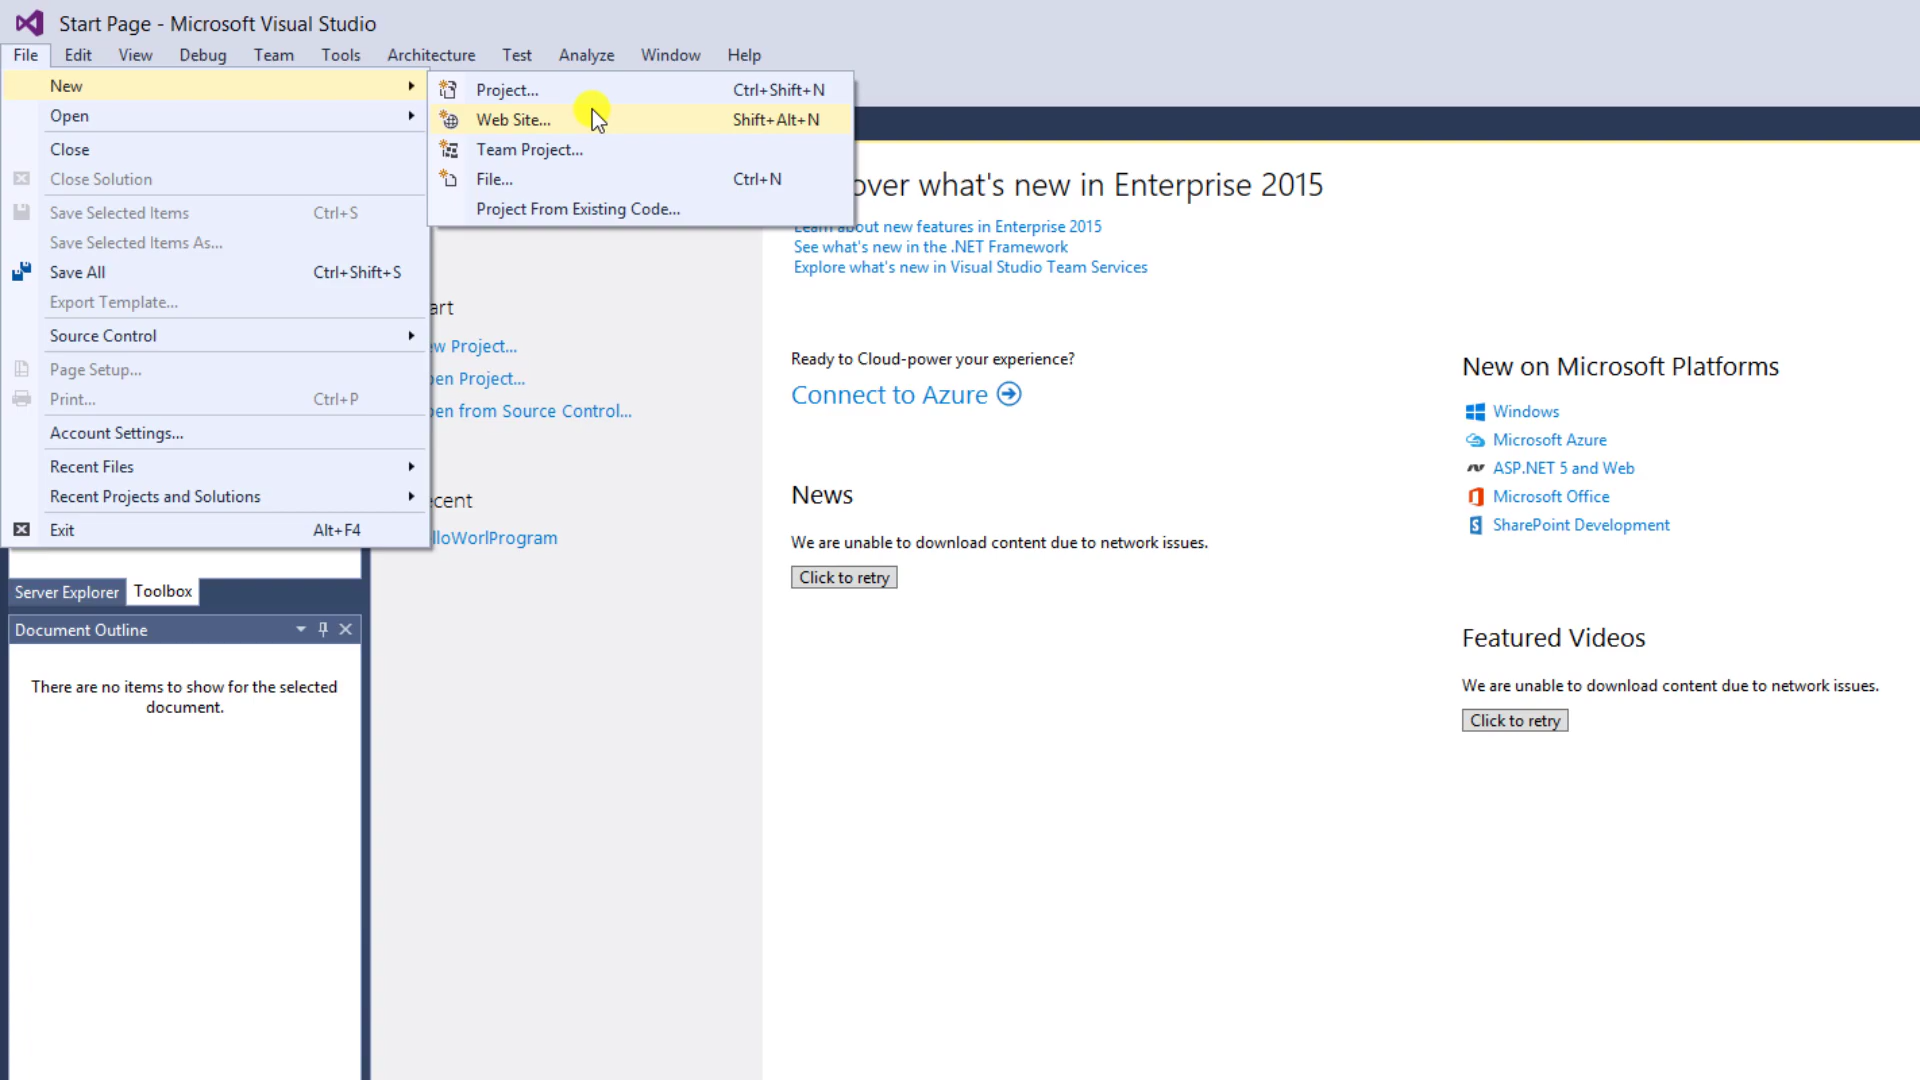 Start Page - Microsoft Visual Studio
File Edit View Debug Team Tools Architecture Test Analyze Window Help
New
Open
Close
Close Solution
Save Selected Items Ctrl+S
Save Selected Items As...
Save All Ctrl+Shift+S
Export Template...
Source Control
Page Setup...
Print... Ctrl+P
Account Settings...
Recent Files
Recent Projects and Solutions
Exit Alt+F4
Project... Ctrl+Shift+N
Web Site... Shift+Alt+N
Team Project...
File... Ctrl+N
Project From Existing Code...
art
w Project...
en Project...
en from Source Control...
cent
lloWorlProgram
over what's new in Enterprise 2015
Learn about new features in Enterprise 2015
See what's new in the .NET Framework
Explore what's new in Visual Studio Team Services
Ready to Cloud-power your experience?
Connect to Azure
News
We are unable to download content due to network issues.
Click to retry
New on Microsoft Platforms
Windows
Microsoft Azure
ASP.NET 5 and Web
Microsoft Office
SharePoint Development
Featured Videos
We are unable to download content due to network issues.
Click to retry
Server Explorer Toolbox
Document Outline
There are no items to show for the selected
document.